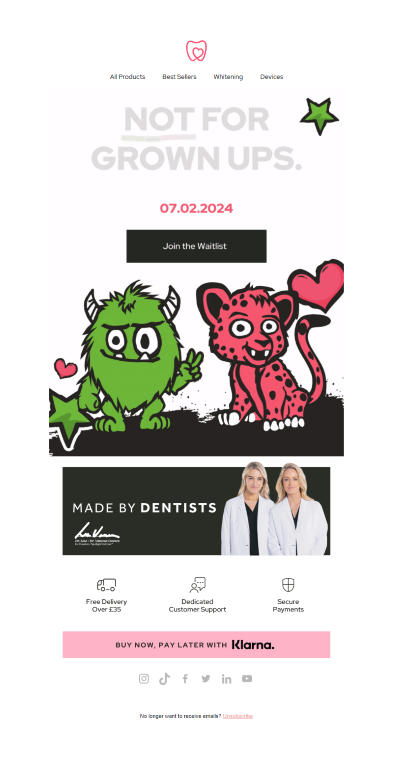 All Products Best Sellers Whitening Devices
NOT FOR
GROWN UPS.
07.02.2024
Join the Waitlist
MADE BY DENTISTS
Free Delivery
Over £35
Dedicated
Customer Support
Secure
Payments
BUY NOW, PAY LATER WITH Klarna.
No longer want to receive emails? Unsubscribe